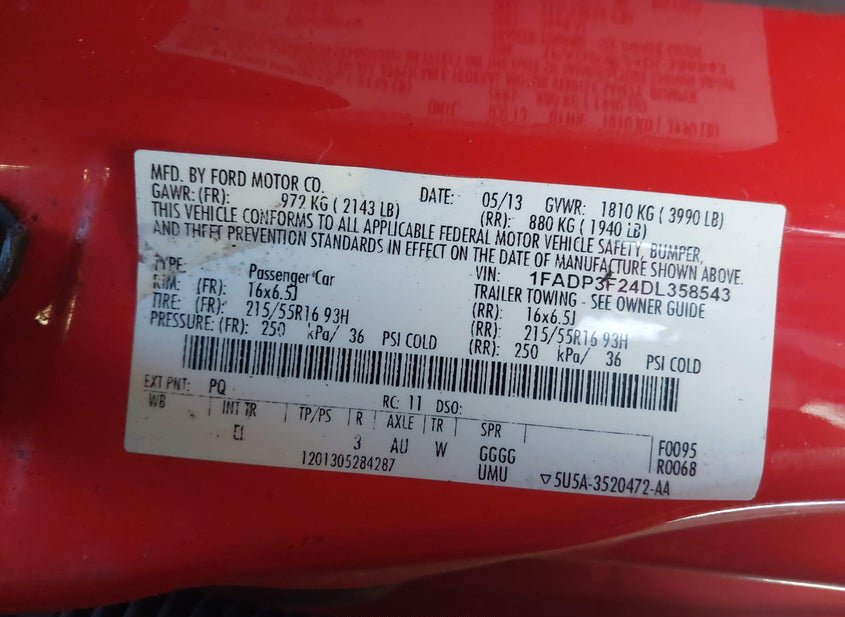 MFD. BY FORD MOTOR CO. DATE: 05/13 GVWR: 1810 KG ( 3990 LB)
GAWR: (FR): 972 KG ( 2143 LB) (RR): 880 KG ( 1940 LB)
THIS VEHICLE CONFORMS TO ALL APPLICABLE FEDERAL MOTOR VEHICLE SAFETY, BUMPER,
AND THEFT PREVENTION STANDARDS IN EFFECT ON THE DATE OF MANUFACTURE SHOWN ABOVE.
VIN: 1FADP3F24DL358543
TYPE: Passenger Car TRAILER TOWING - SEE OWNER GUIDE
RIM: (FR): 16x6.5J (RR): 16x6.5J
TIRE: (FR): 215/55R16 93H (RR): 215/55R16 93H
PRESSURE: (FR): 250 kPa/ 36 PSI COLD (RR): 250 kPa/ 36 PSI COLD
EXT PNT: PQ RC: 11 DSO:
WB INT TR TP/PS R AXLE TR SPR
EI 3 AU W GGGG F0095
1201305284287 UMU R0068
▽5U5A-3520472-AA